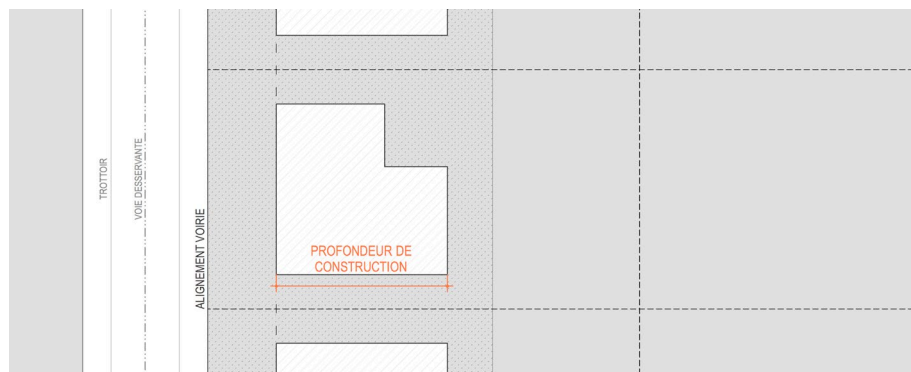 TROTTOIR
VOIE DESSERVANTE
ALIGNEMENT VOIRIE
PROFONDEUR DE
CONSTRUCTION